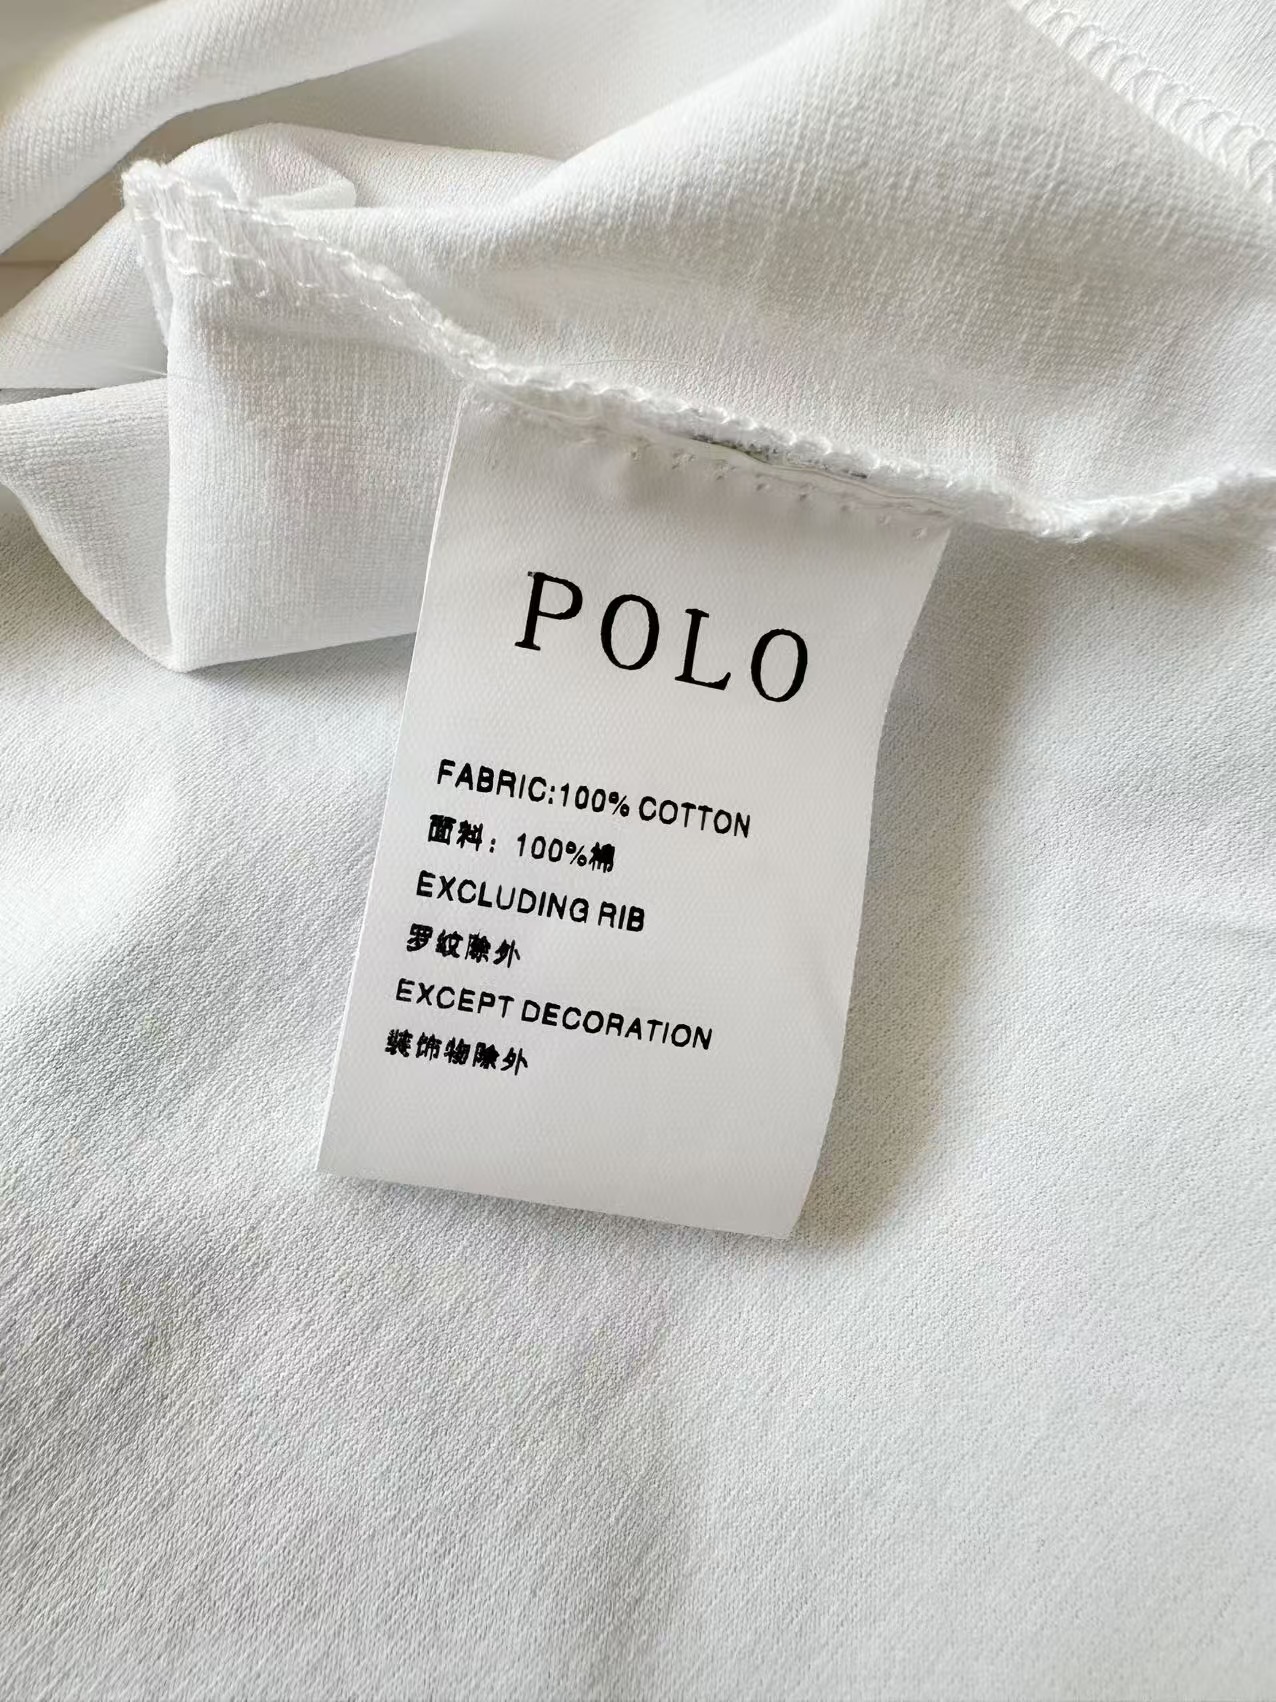 POLO
FABRIC:100% COTTON
面料：100%棉
EXCLUDING RIB
罗纹除外
EXCEPT DECORATION
装饰物除外